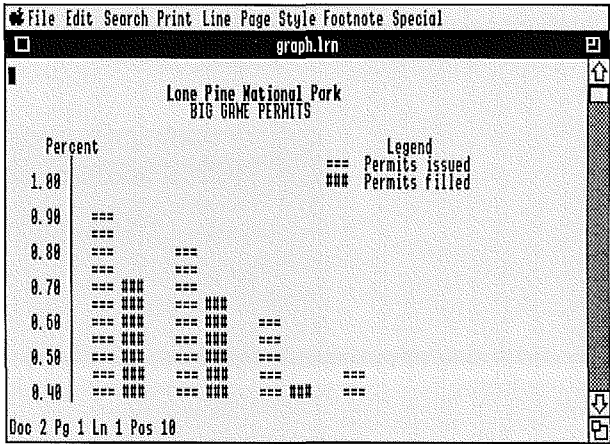 File Edit Search Print Line Page Style Footnote Special
graph.lrn
Lone Pine National Park
BIG GAME PERMITS
Percent
Legend
=== Permits issued
### Permits filled
1.00
0.90 ===
===
0.80 === ===
=== ===
0.70 === ### ===
=== ### === ###
0.60 === ### === ### ===
=== ### === ### ===
0.50 === ### === ### ===
=== ### === ### === ===
0.40 === ### === ### === ### ===
Doc 2 Pg 1 Ln 1 Pos 10